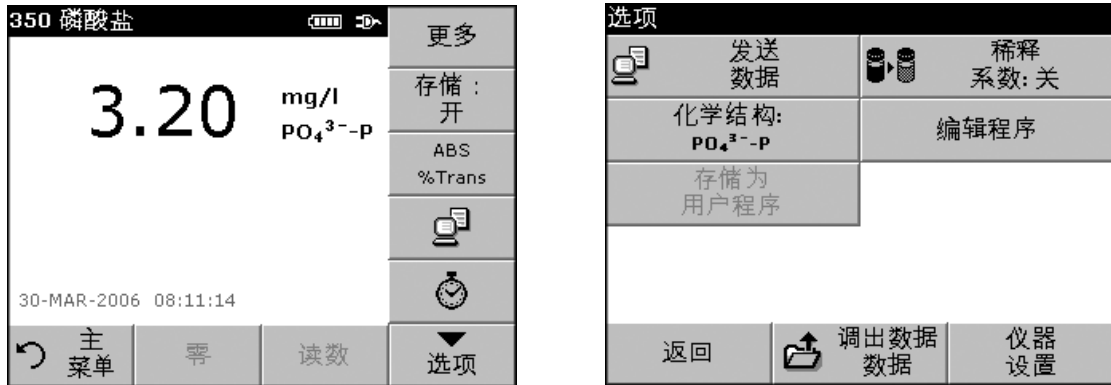 350 磷酸盐
更多
3.20
mg/l
PO₄³⁻-P
存储：
开
ABS
%Trans
30-MAR-2006 08:11:14
主
菜单
零
读数
选项
选项
发送
数据
稀释
系数: 关
化学结构:
PO₄³⁻-P
编辑程序
存储为
用户程序
返回
调出数据
数据
仪器
设置